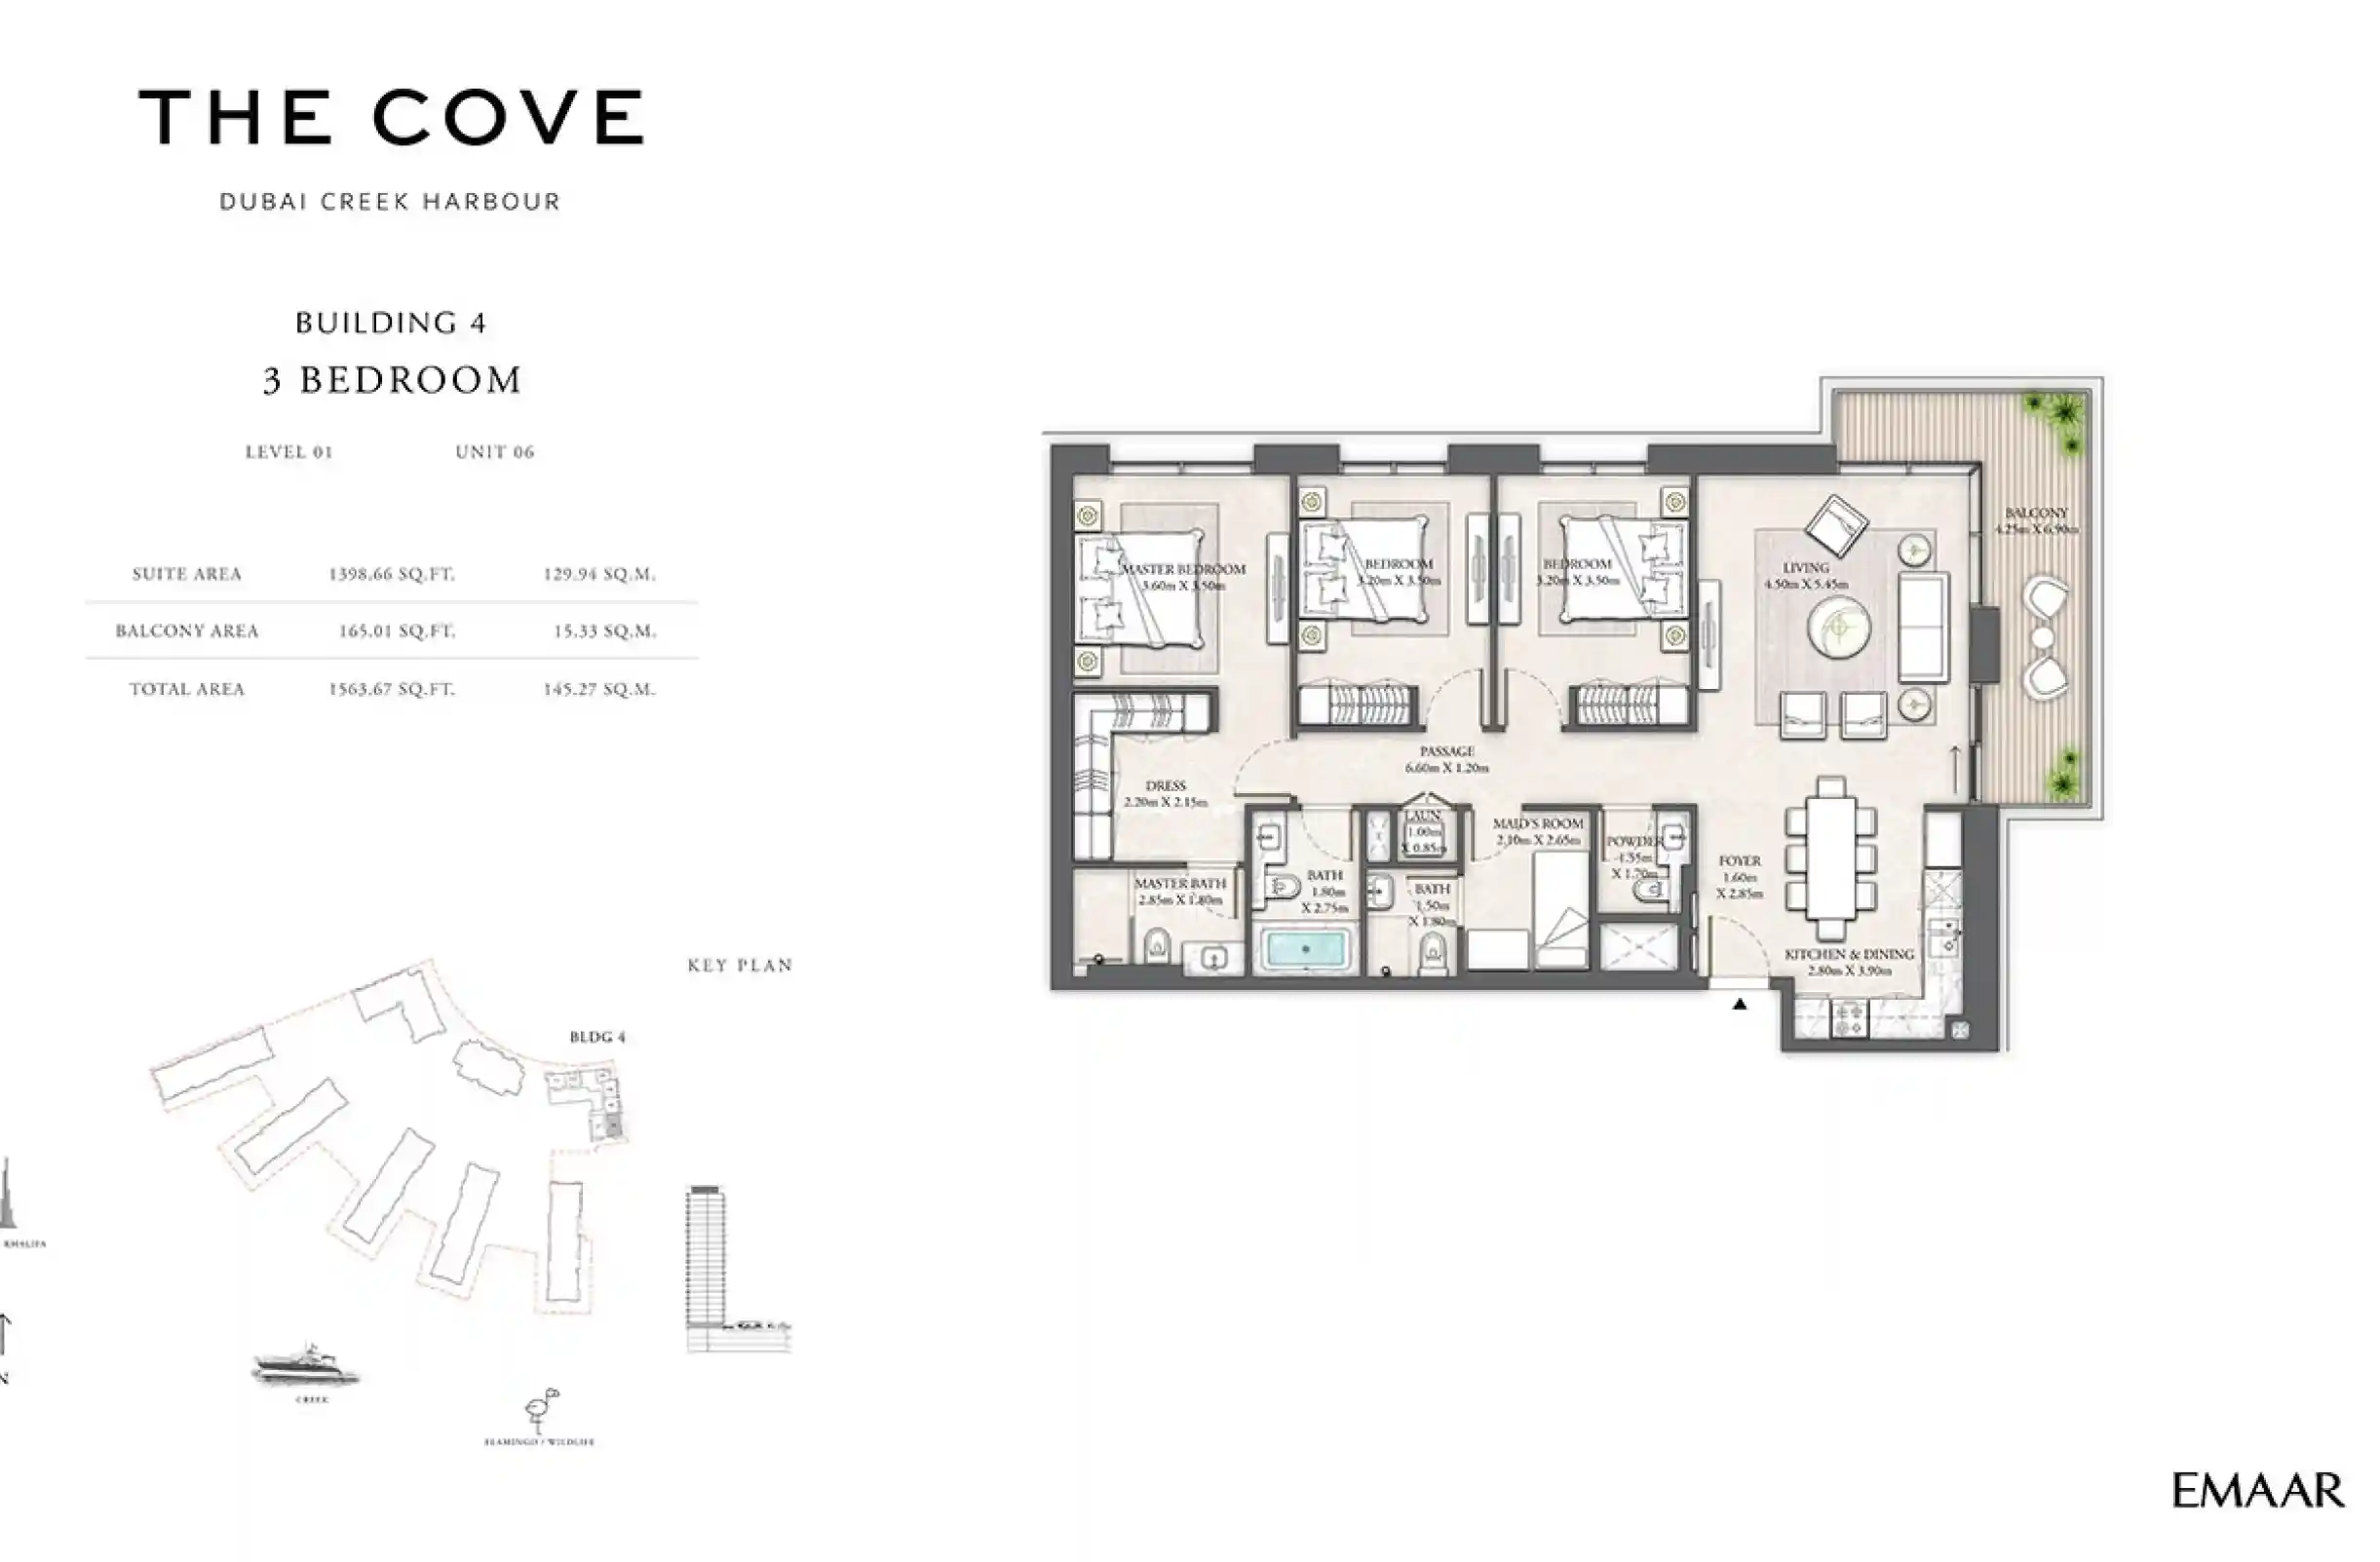 THE COVE
DUBAI CREEK HARBOUR
BUILDING 4
3 BEDROOM
LEVEL 01 UNIT 06
SUITE AREA 1398.66 SQ.FT. 129.94 SQ.M.
BALCONY AREA 165.01 SQ.FT. 15.33 SQ.M.
TOTAL AREA 1563.67 SQ.FT. 145.27 SQ.M.
KEY PLAN
BLDG 4
KHALIFA
N
CREEK
FLAMINGO / WILDLIFE
MASTER BEDROOM
3.60m X 3.50m
BEDROOM
3.20m X 3.50m
BEDROOM
3.20m X 3.50m
LIVING
4.50m X 5.45m
BALCONY
4.25m X 6.90m
PASSAGE
6.60m X 1.20m
DRESS
2.20m X 2.15m
LAUN.
1.00m
X 0.85m
MAID'S ROOM
2.10m X 2.65m
POWDER
1.55m
X 1.70m
FOYER
1.60m
X 2.85m
MASTER BATH
2.85m X 1.80m
BATH
1.80m
X 2.75m
BATH
1.50m
X 1.80m
KITCHEN & DINING
2.80m X 3.90m
EMAAR